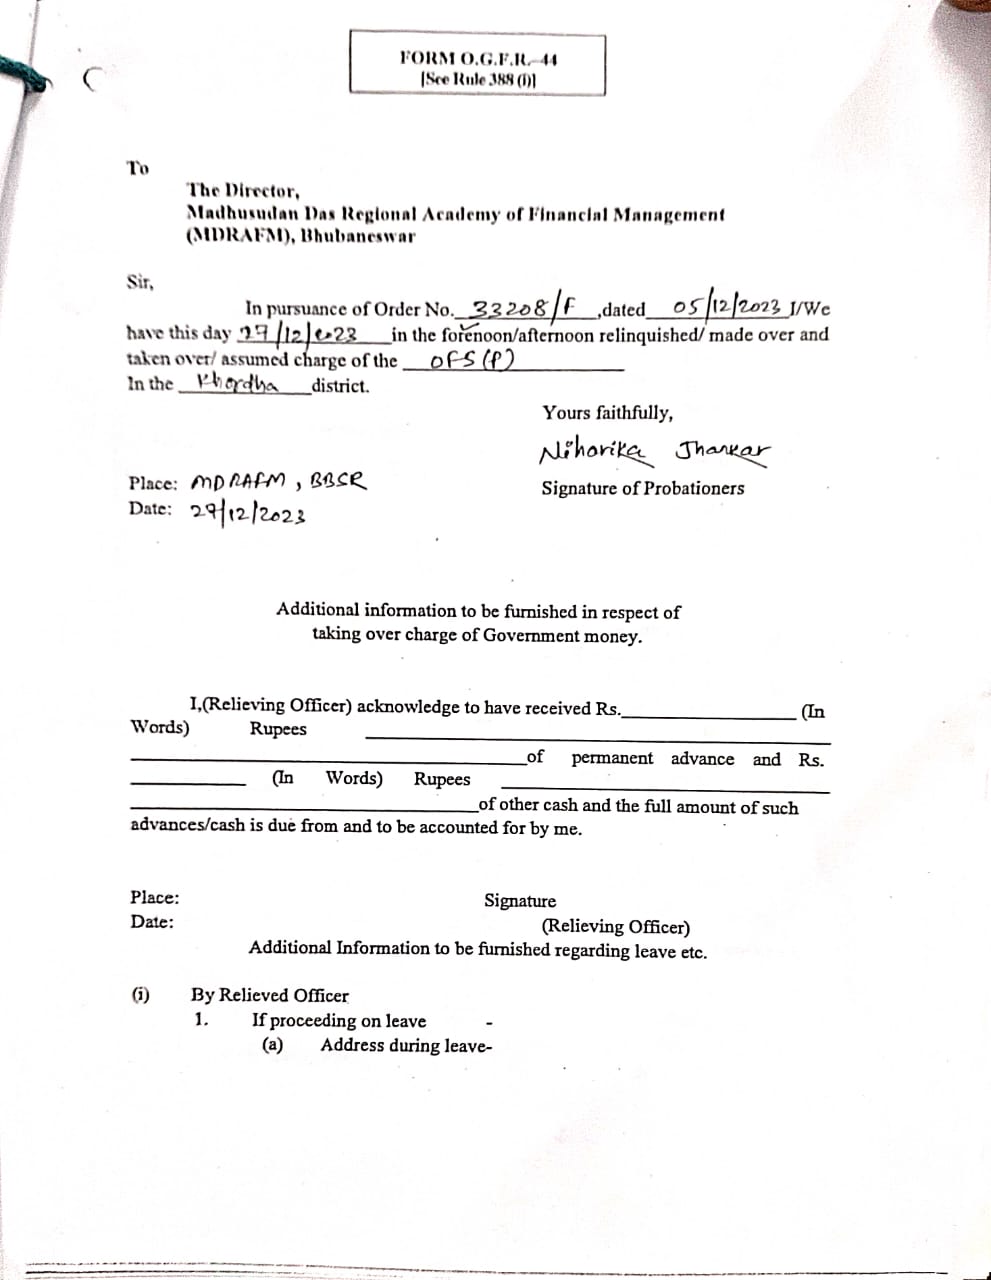 FORM O.G.F.R.-44
[See Rule 388 (i)]
To
The Director,
Madhusudan Das Regional Academy of Financial Management
(MDRAFM), Bhubaneswar
Sir,
In pursuance of Order No. 33208/F ,dated 05/12/2023 I/We
have this day 27/12/2023 in the forenoon/afternoon relinquished/ made over and
taken over/ assumed charge of the OFS (P)
In the Khordha district.
Yours faithfully,
Niharika Jhankar
Place: MDRAFM, BBSR
Signature of Probationers
Date: 27/12/2023
Additional information to be furnished in respect of
taking over charge of Government money.
I,(Relieving Officer) acknowledge to have received Rs. (In
Words) Rupees
of permanent advance and Rs.
(In Words) Rupees
of other cash and the full amount of such
advances/cash is due from and to be accounted for by me.
Place: Signature
Date: (Relieving Officer)
Additional Information to be furnished regarding leave etc.
(i) By Relieved Officer
1. If proceeding on leave -
(a) Address during leave-